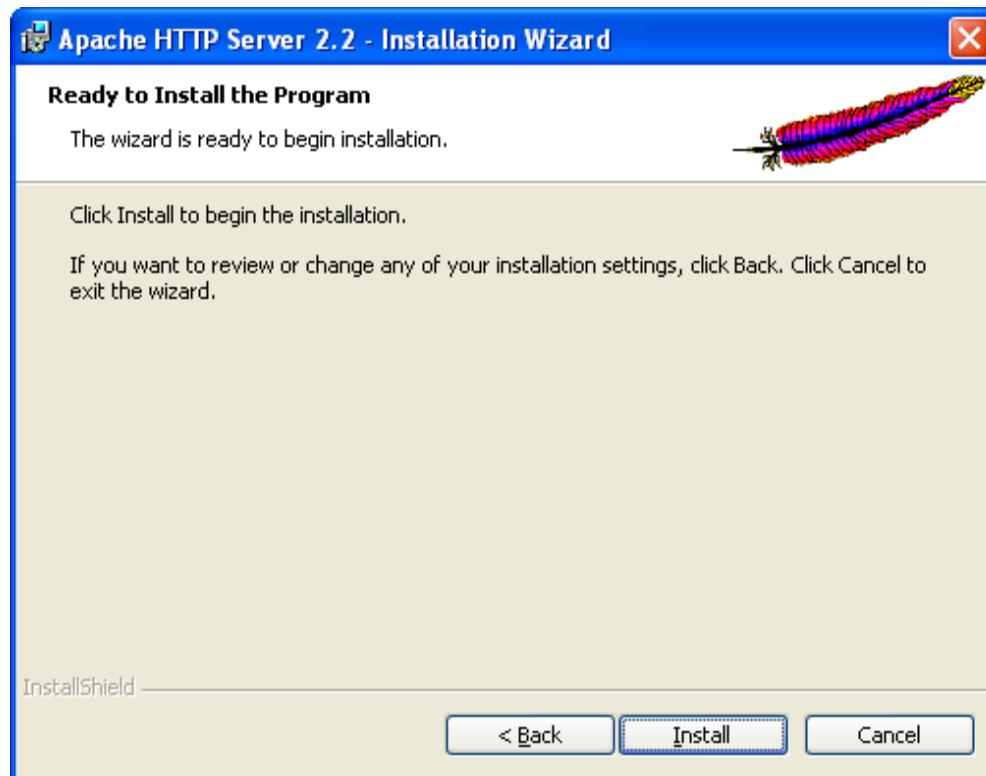 Apache HTTP Server 2.2 - Installation Wizard
Ready to Install the Program
The wizard is ready to begin installation.
Click Install to begin the installation.
If you want to review or change any of your installation settings, click Back. Click Cancel to
exit the wizard.
InstallShield
< Back Install Cancel